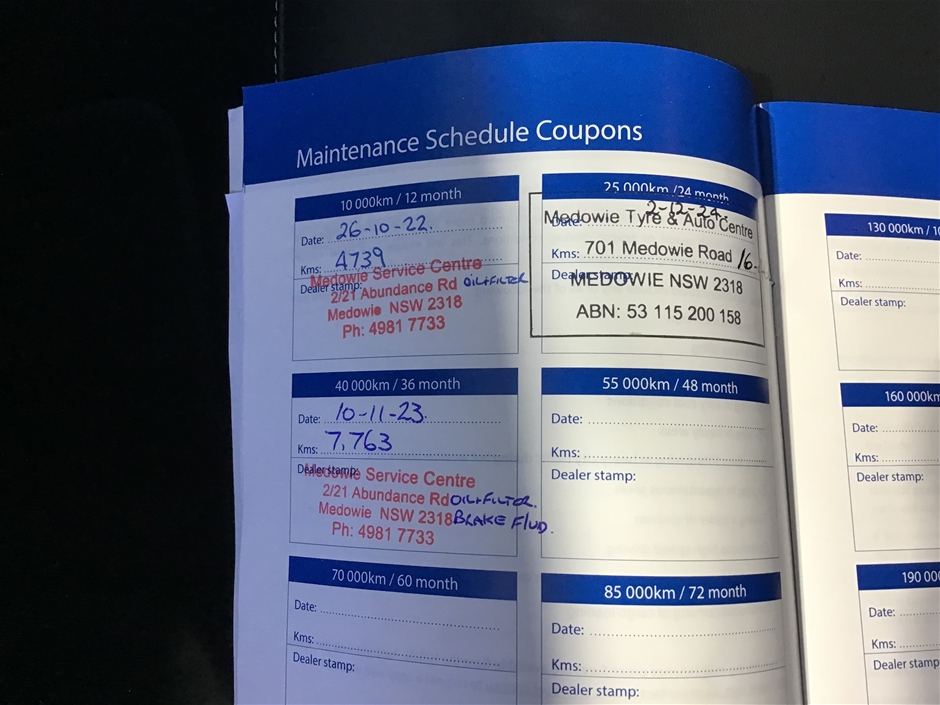 Maintenance Schedule Coupons
10 000km / 12 month
Date: 26-10-22.
Kms: 4739
Dealer stamp:
Medowie Service Centre
2/21 Abundance Rd OIL+FILTER
Medowie NSW 2318
Ph: 4981 7733
25 000km /24 month
Date: 2-12-24.
Medowie Tyre & Auto Centre
Kms: 701 Medowie Road 16
Dealer stamp:
MEDOWIE NSW 2318
ABN: 53 115 200 158
40 000km / 36 month
Date: 10-11-23.
Kms: 7,763
Dealer stamp:
Medowie Service Centre
2/21 Abundance Rd OIL+FILTER.
Medowie NSW 2318 BRAKE FlUD.
Ph: 4981 7733
55 000km / 48 month
Date:
Kms:
Dealer stamp:
70 000km / 60 month
Date:
Kms:
Dealer stamp:
85 000km / 72 month
Date:
Kms:
Dealer stamp:
130 000km / 1
Date:
Kms:
Dealer stamp:
160 000km
Date:
Kms:
Dealer stamp:
190 00
Date:
Kms:
Dealer stamp